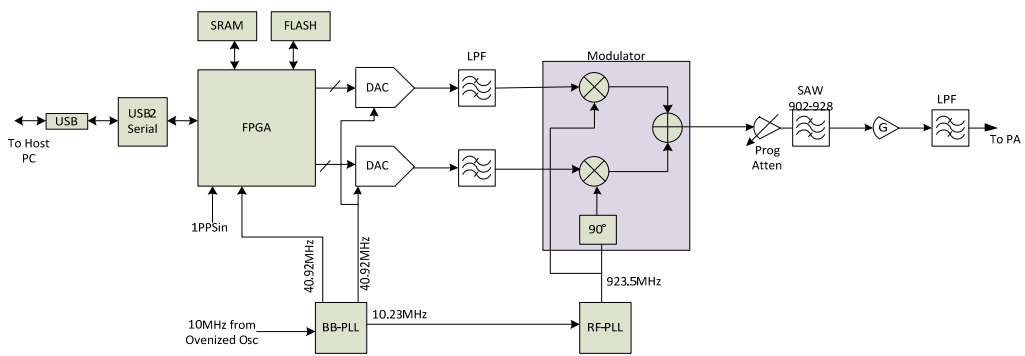 SRAM
FLASH
LPF
Modulator
DAC
SAW
902-928
LPF
USB
USB2
Serial
FPGA
G
To Host
PC
To PA
DAC
Prog
Atten
1PPSin
90°
40.92MHz
40.92MHz
923.5MHz
10MHz from
Ovenized Osc
BB-PLL
10.23MHz
RF-PLL